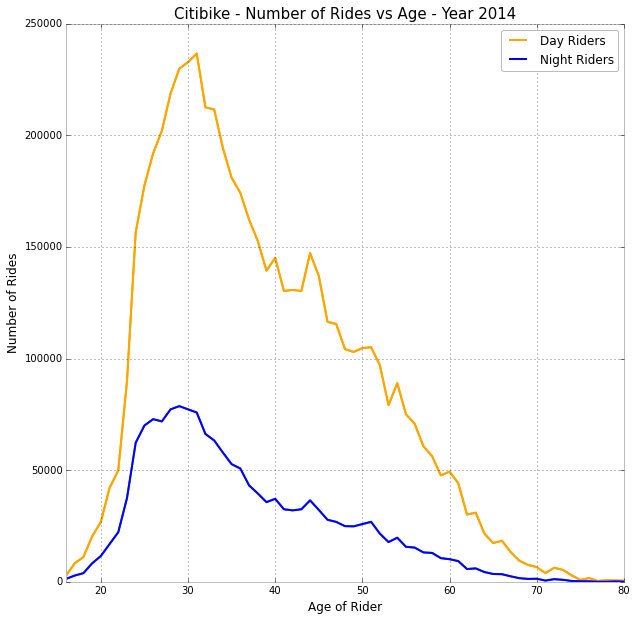 Citibike - Number of Rides vs Age - Year 2014
250000
200000
150000
100000
50000
0
Number of Rides
Day Riders
Night Riders
20
30
40
50
60
70
80
Age of Rider